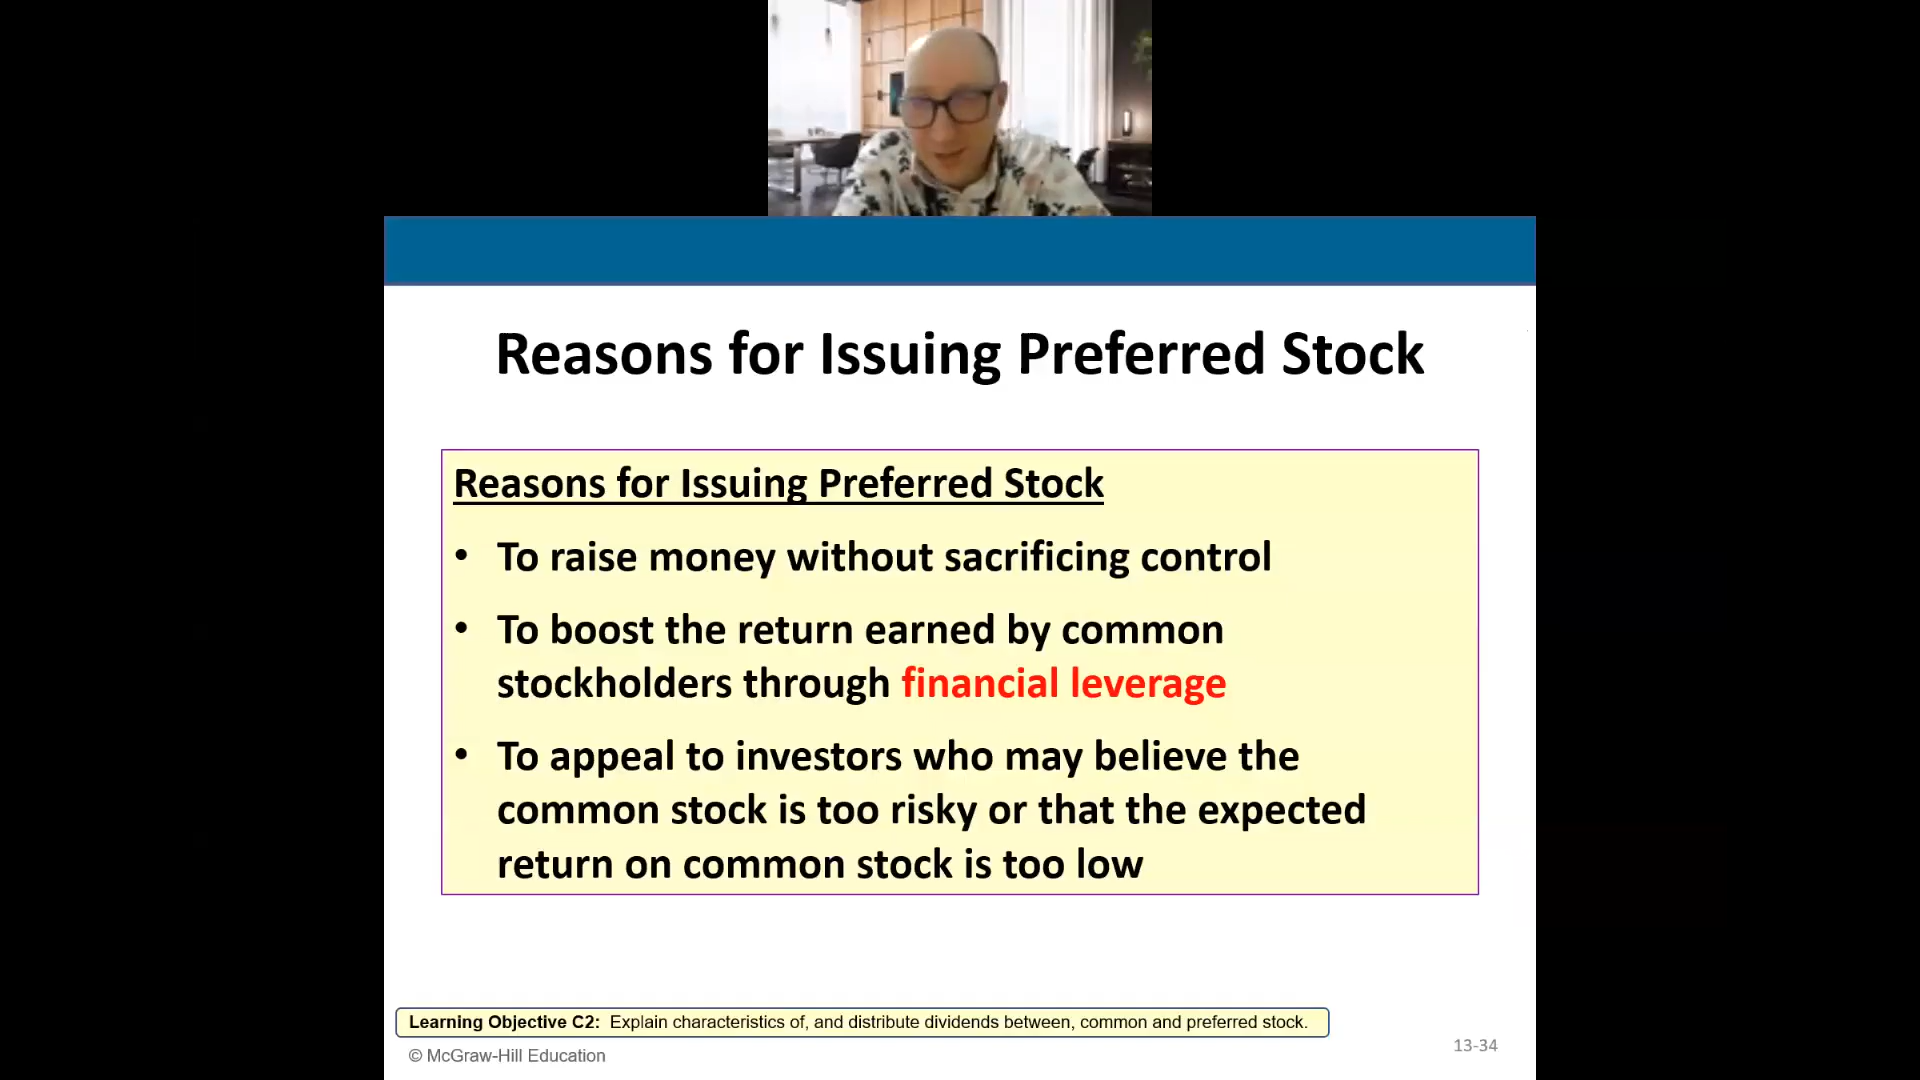 Reasons for Issuing Preferred Stock
Reasons for Issuing Preferred Stock
• To raise money without sacrificing control
• To boost the return earned by common
stockholders through financial leverage
• To appeal to investors who may believe the
common stock is too risky or that the expected
return on common stock is too low
Learning Objective C2: Explain characteristics of, and distribute dividends between, common and preferred stock.
© McGraw-Hill Education
13-34